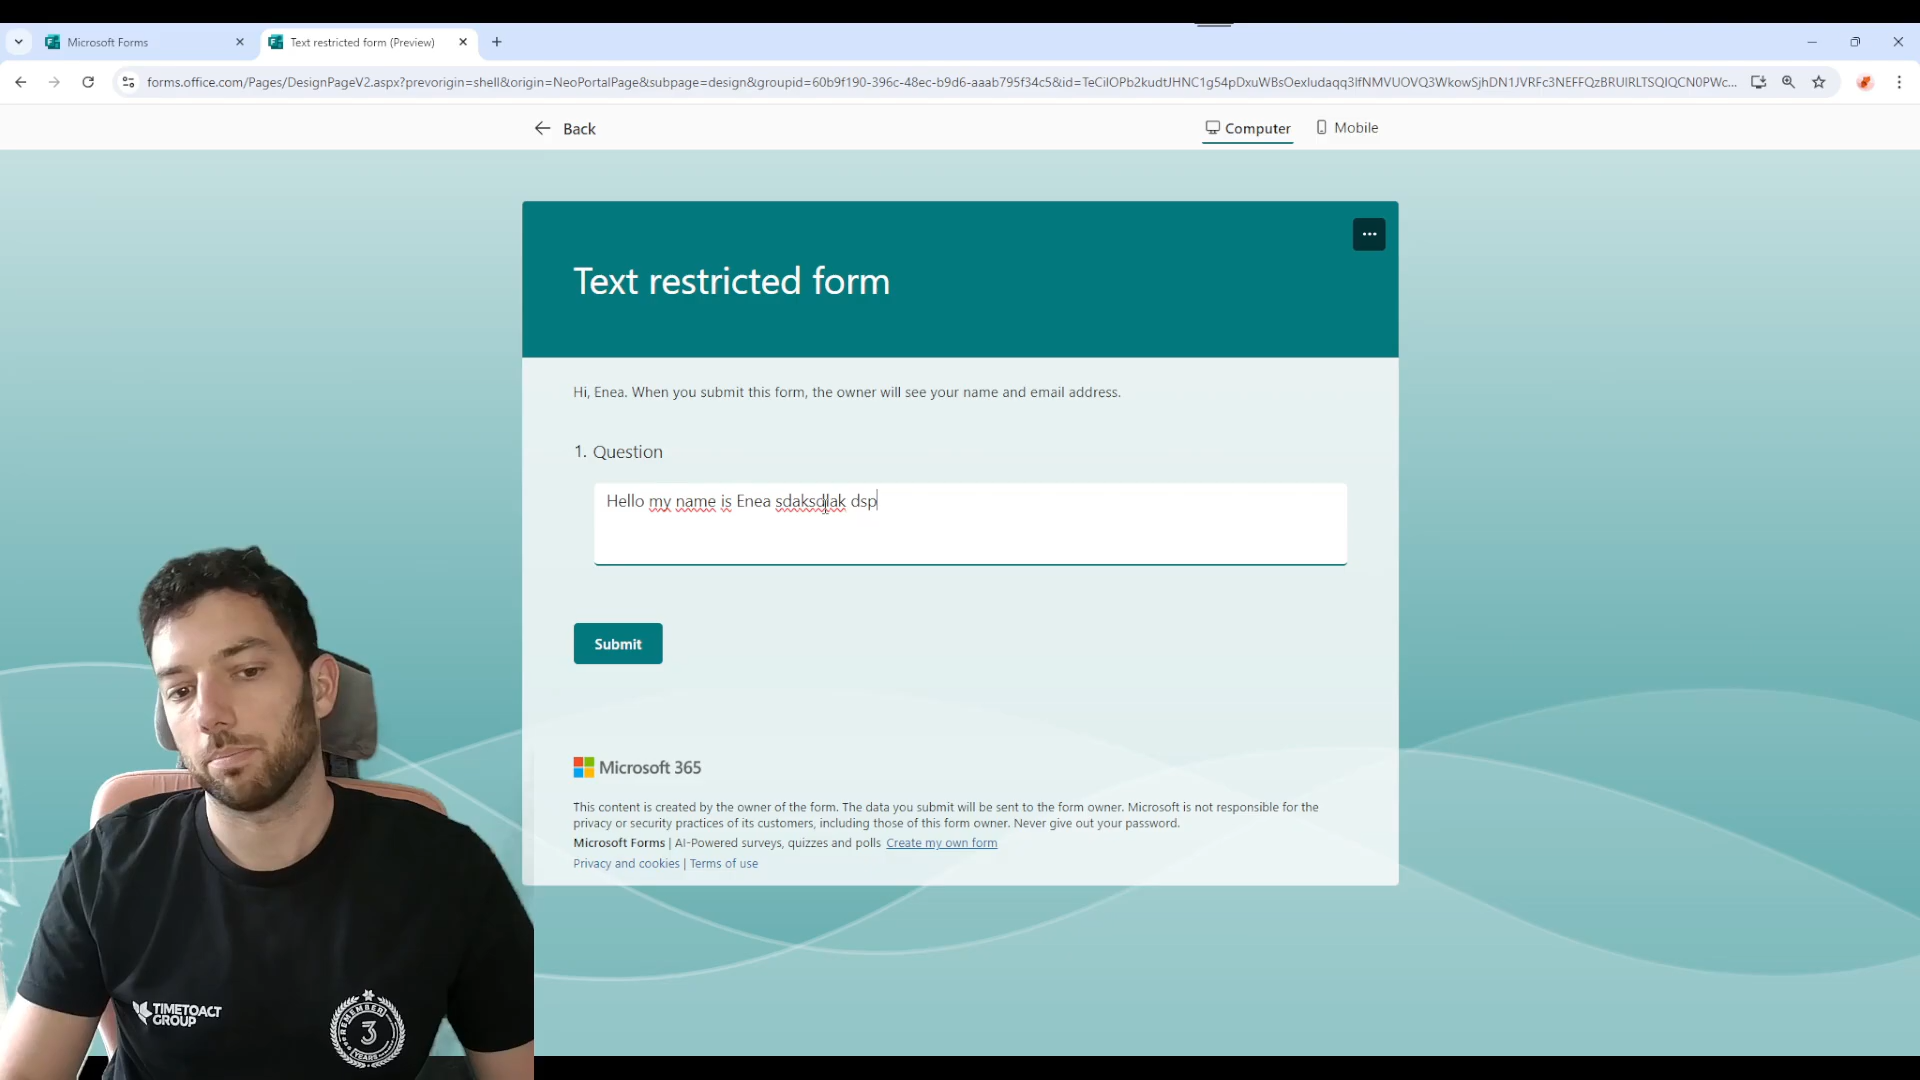 Microsoft Forms
Text restricted form (Preview)
forms.office.com/Pages/DesignPageV2.aspx?prevorigin=shell&origin=NeoPortalPage&subpage=design&groupid=60b9f190-396c-48ec-b9d6-aaab795f34c5&id=
Back
Computer
Mobile
Text restricted form
Hi, Enea. When you submit this form, the owner will see your name and email address.
1. Question
Hello my name is Enea sdaksdlak dsp
Submit
Microsoft 365
This content is created by the owner of the form. The data you submit will be sent to the form owner. Microsoft is not responsible for the
privacy or security practices of its customers, including those of this form owner. Never give out your password.
Microsoft Forms | AI-Powered surveys, quizzes and polls Create my own form
Privacy and cookies | Terms of use
TIMETOACT
GROUP
REMEMBER
3
YEARS